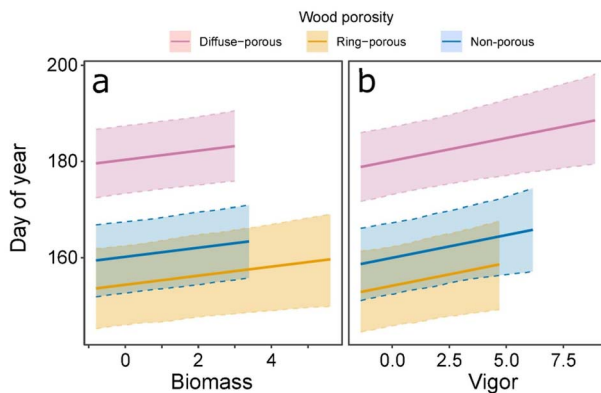 Wood porosity
Diffuse-porous Ring-porous Non-porous
a b
200
180
160
Day of year
0 2 4
0.0 2.5 5.0 7.5
Biomass Vigor